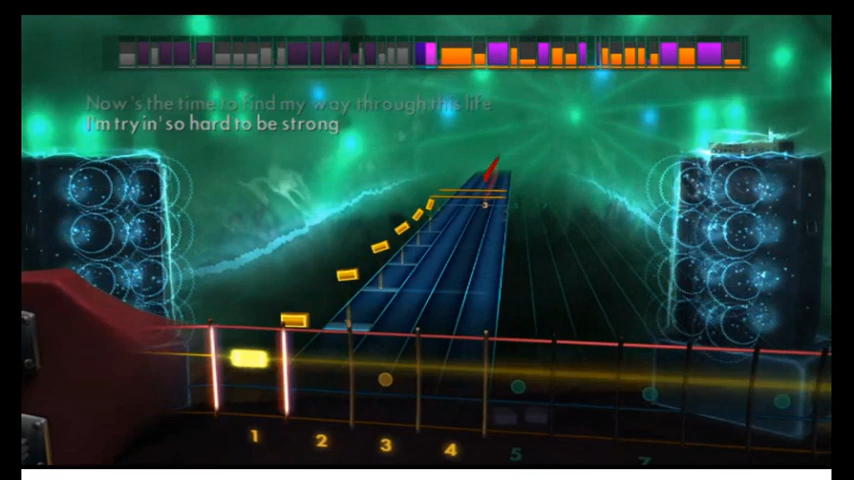 Now's the time to find my way through this life
I'm tryin' so hard to be strong
3
1 2 3 4 5 7